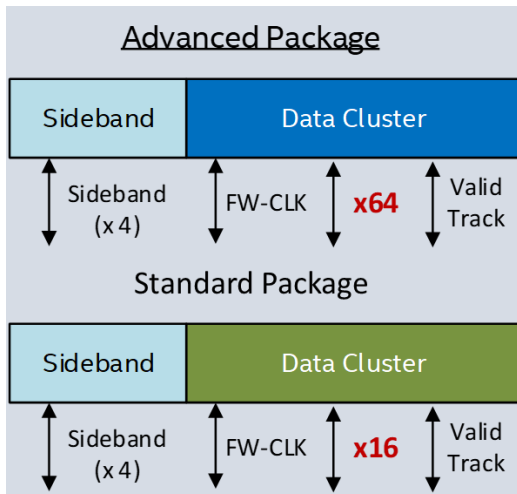 Advanced Package
Sideband Data Cluster
Sideband
(x 4)
FW-CLK
x64
Valid
Track
Standard Package
Sideband Data Cluster
Sideband
(x 4)
FW-CLK
x16
Valid
Track